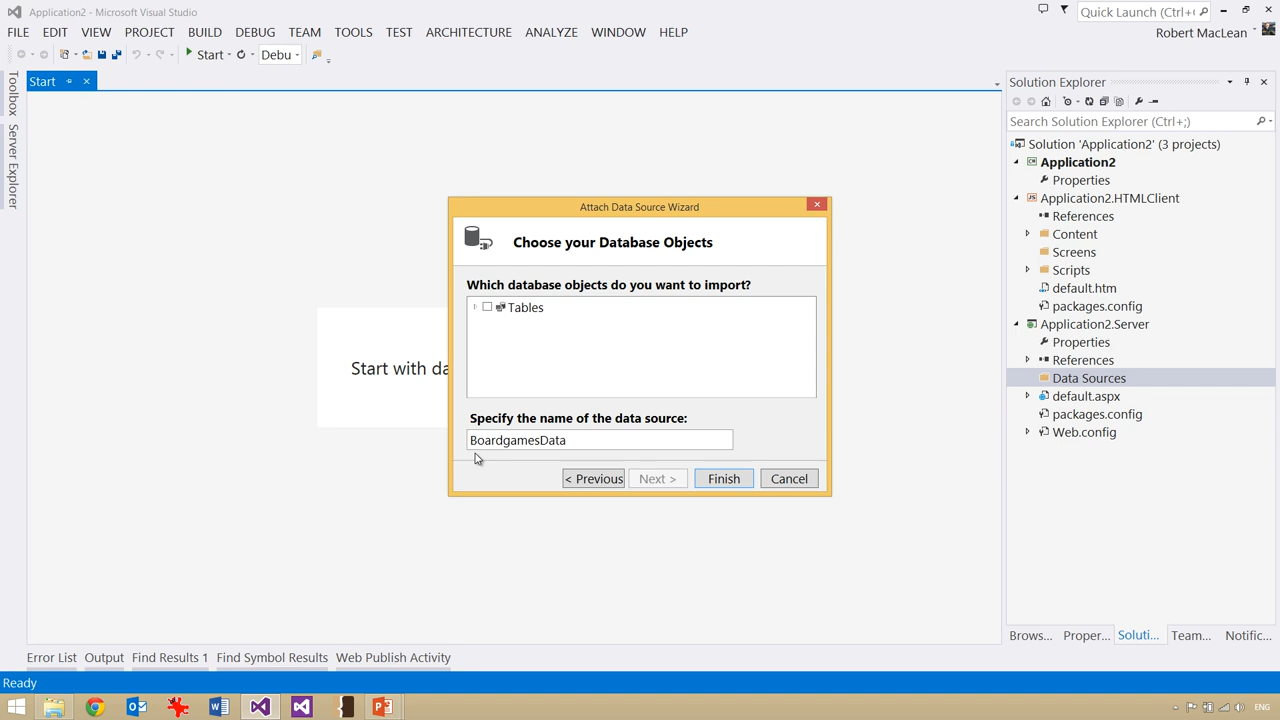 Application2 - Microsoft Visual Studio
Quick Launch (Ctrl+
FILE EDIT VIEW PROJECT BUILD DEBUG TEAM TOOLS TEST ARCHITECTURE ANALYZE WINDOW HELP
Robert MacLean
Start
Debu
Toolbox
Server Explorer
Start
Start with da
Attach Data Source Wizard
Choose your Database Objects
Which database objects do you want to import?
Tables
Specify the name of the data source:
BoardgamesData
< Previous
Next >
Finish
Cancel
Solution Explorer
Search Solution Explorer (Ctrl+;)
Solution 'Application2' (3 projects)
Application2
Properties
Application2.HTMLClient
References
Content
Screens
Scripts
default.htm
packages.config
Application2.Server
Properties
References
Data Sources
default.aspx
packages.config
Web.config
Brows... Proper... Soluti... Team... Notific...
Error List Output Find Results 1 Find Symbol Results Web Publish Activity
Ready
ENG